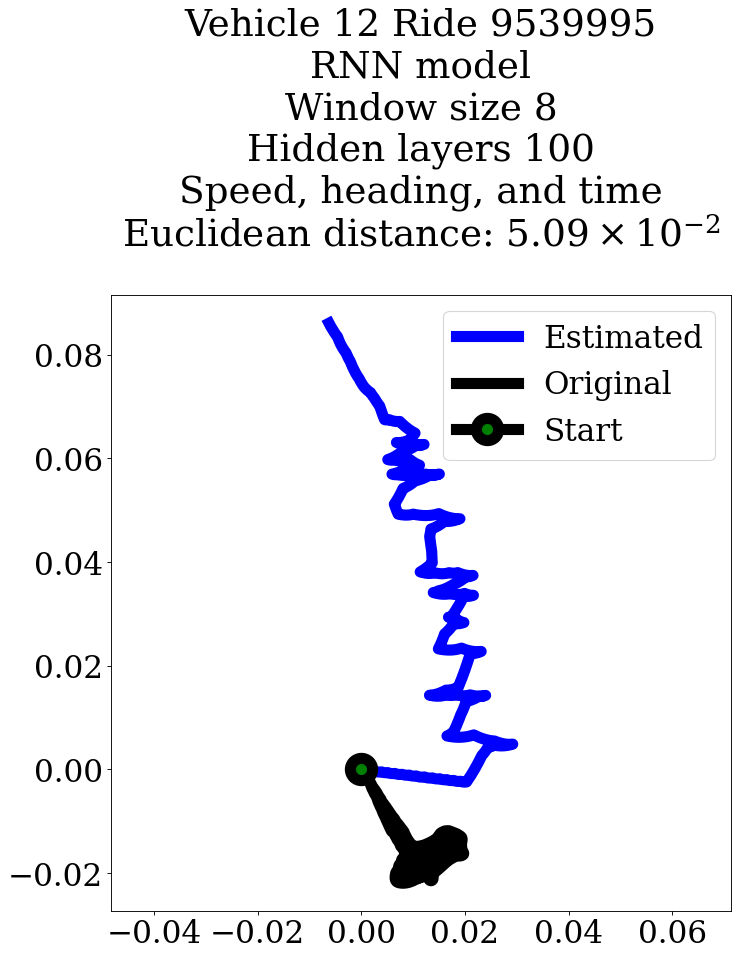 Vehicle 12 Ride 9539995
RNN model
Window size 8
Hidden layers 100
Speed, heading, and time
Euclidean distance: 5.09 × 10⁻²
Estimated
Original
Start
0.08
0.06
0.04
0.02
0.00
−0.02
−0.04 −0.02 0.00 0.02 0.04 0.06